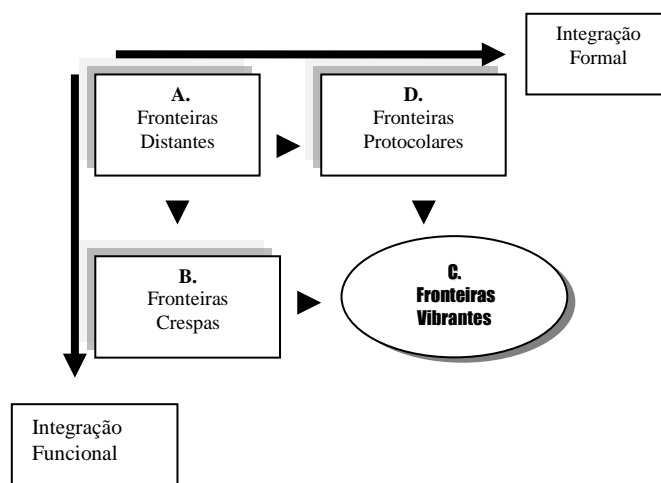 Integração
Formal
A.
Fronteiras
Distantes
D.
Fronteiras
Protocolares
B.
Fronteiras
Crespas
C.
Fronteiras
Vibrantes
Integração
Funcional